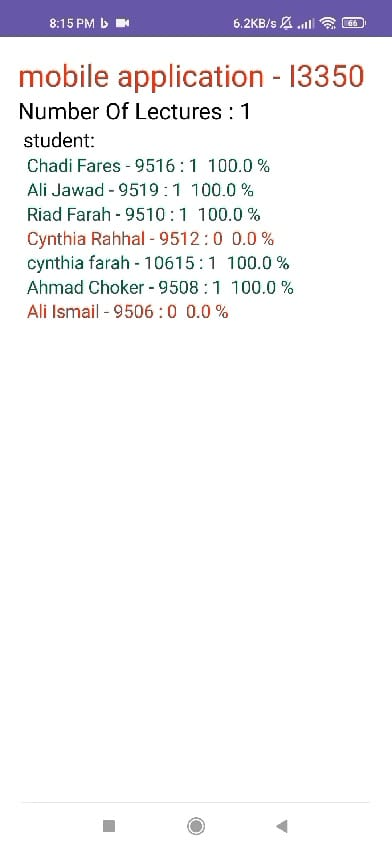 8:15 PM b
6.2KB/s 66
mobile application - I3350
Number Of Lectures : 1
student:
Chadi Fares - 9516 : 1 100.0 %
Ali Jawad - 9519 : 1 100.0 %
Riad Farah - 9510 : 1 100.0 %
Cynthia Rahhal - 9512 : 0 0.0 %
cynthia farah - 10615 : 1 100.0 %
Ahmad Choker - 9508 : 1 100.0 %
Ali Ismail - 9506 : 0 0.0 %